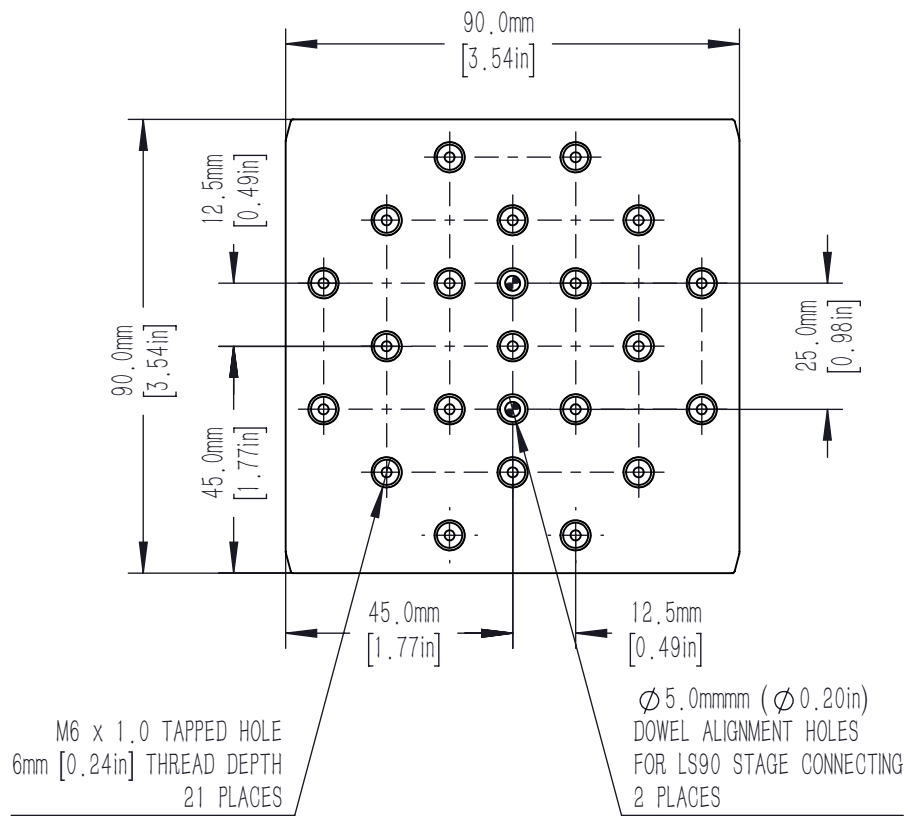 90.0mm
[3.54in]
12.5mm
[0.49in]
90.0mm
[3.54in]
25.0mm
[0.98in]
45.0mm
[1.77in]
45.0mm
[1.77in]
12.5mm
[0.49in]
M6 x 1.0 TAPPED HOLE
6mm [0.24in] THREAD DEPTH
21 PLACES
∅5.0mmmm (∅0.20in)
DOWEL ALIGNMENT HOLES
FOR LS90 STAGE CONNECTING
2 PLACES